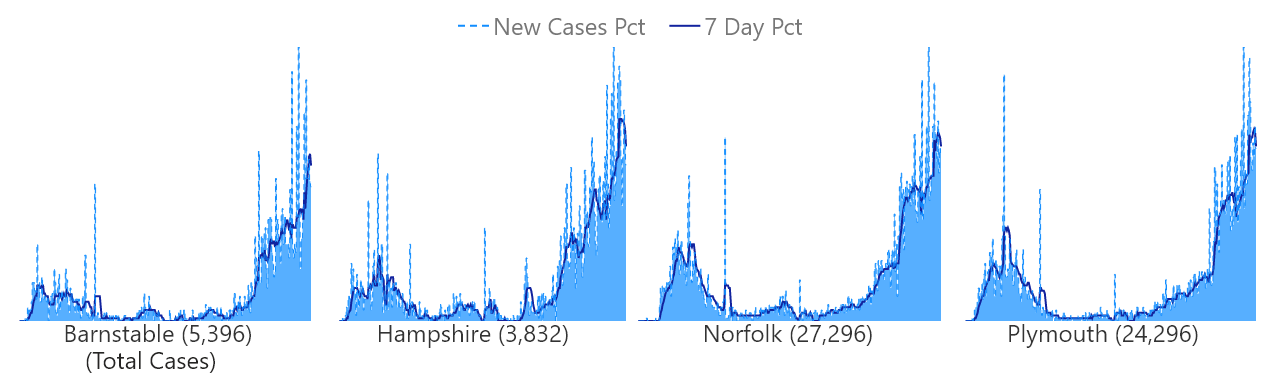 New Cases Pct 7 Day Pct
Barnstable (5,396) Hampshire (3,832) Norfolk (27,296) Plymouth (24,296)
(Total Cases)